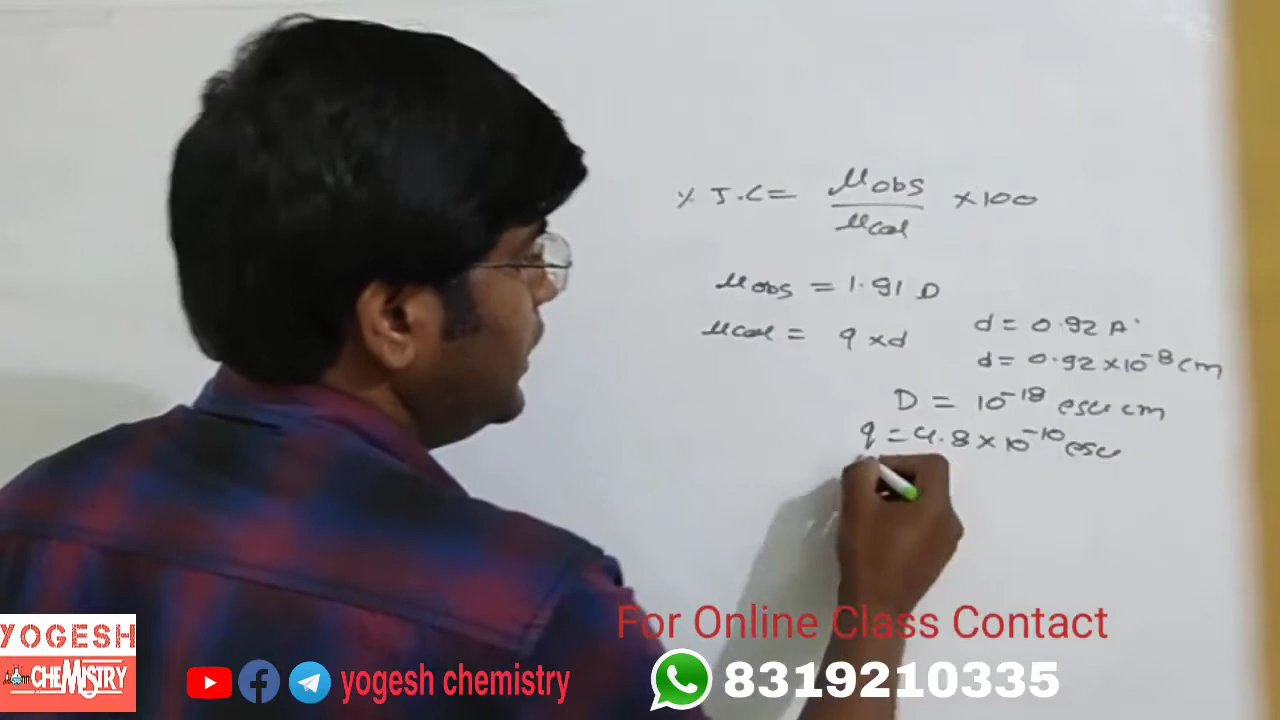 % I.C = μobs / μcal × 100
μobs = 1.91 D
μcal = q × d
d = 0.92 A°
d = 0.92 × 10⁻⁸ cm
D = 10⁻¹⁸ esu cm
q = 4.8 × 10⁻¹⁰ esu
For Online Class Contact
YOGESH
CHEMISTRY
yogesh chemistry
8319210335